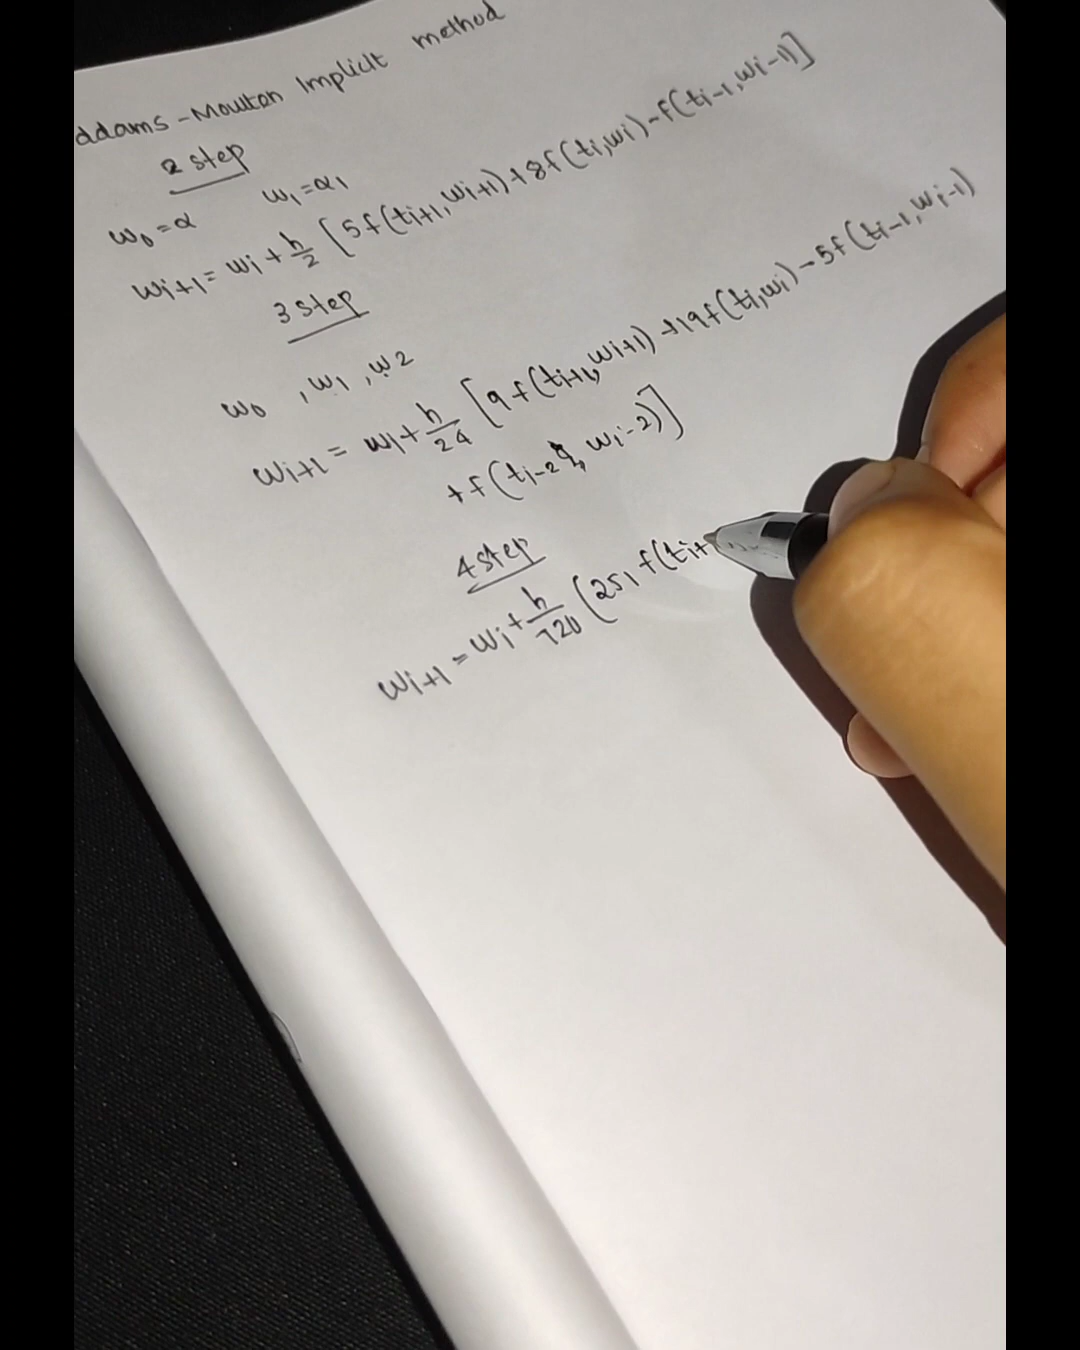 ddams-Moulton Implicit method
2 step
w₀=α w₁=α₁
wᵢ₊₁= wᵢ + h/2 [5f(tᵢ₊₁,wᵢ₊₁)+8f(tᵢ,wᵢ)-f(tᵢ₋₁,wᵢ₋₁)]
3 step
w₀ , w₁ , w₂
wᵢ₊₁ = wᵢ+ h/24 [9f(tᵢ₊₁,wᵢ₊₁)+19f(tᵢ,wᵢ)-5f(tᵢ₋₁,wᵢ₋₁)
+f(tᵢ₋₂, wᵢ₋₂)]
4 step
wᵢ₊₁ = wᵢ + h/720 (251 f(tᵢ₊